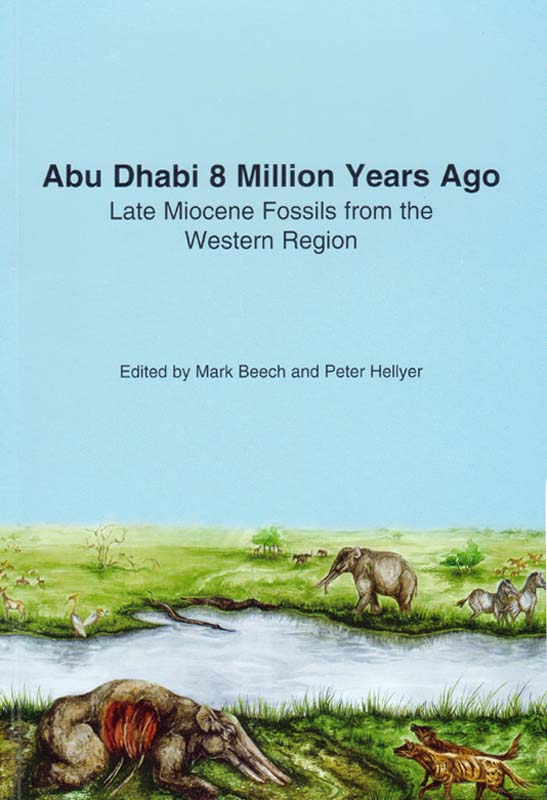 Abu Dhabi 8 Million Years Ago
Late Miocene Fossils from the
Western Region
Edited by Mark Beech and Peter Hellyer